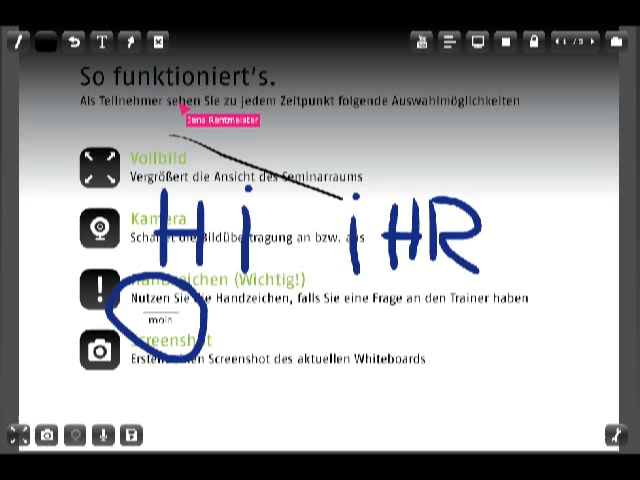 T
1 / 3
So funktioniert's.
Als Teilnehmer sehen Sie zu jedem Zeitpunkt folgende Auswahlmöglichkeiten
Jens Rentmeister
Vollbild
Vergrößert die Ansicht des Seminarraums
Hi iHR
Kamera
Schaltet die Bildübertragung an bzw. aus
Handzeichen (Wichtig!)
Nutzen Sie die Handzeichen, falls Sie eine Frage an den Trainer haben
moin
Screenshot
Erstellt einen Screenshot des aktuellen Whiteboards